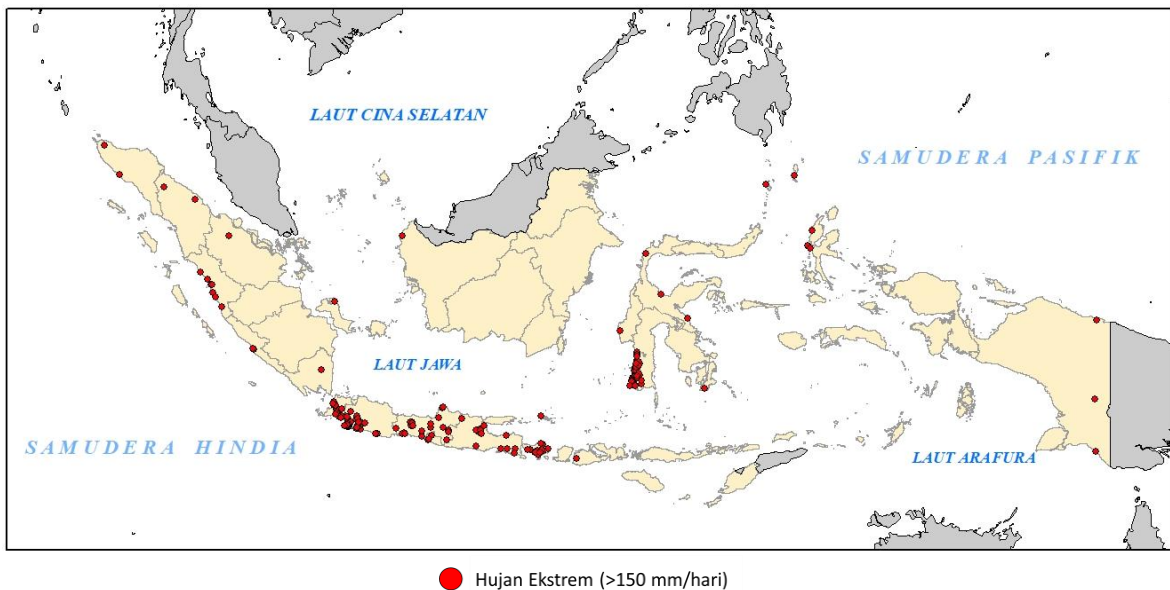 LAUT CINA SELATAN
SAMUDERA PASIFIK
LAUT JAWA
SAMUDERA HINDIA
LAUT ARAFURA
Hujan Ekstrem (>150 mm/hari)